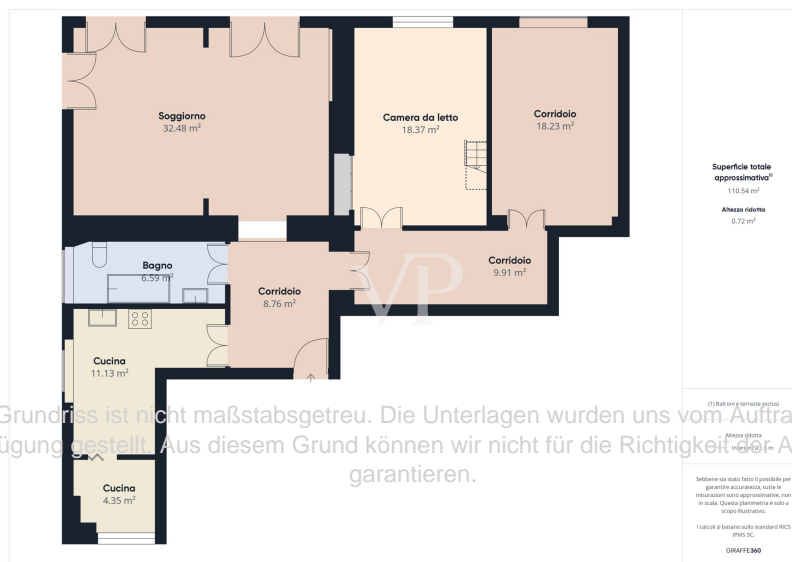 Soggiorno
32.48 m²
Camera da letto
18.37 m²
Corridoio
18.23 m²
Superficie totale
approssimativa⁽¹⁾
110.54 m²
Altezza ridotta
0.72 m²
Bagno
6.59 m²
Corridoio
8.76 m²
Corridoio
9.91 m²
VP
Cucina
11.13 m²
Cucina
4.35 m²
(1) Balconi e terrazze esclusi
Grundriss ist nicht maßstabsgetreu. Die Unterlagen wurden uns vom Auftra
Altezza ridotta
ügung gestellt. Aus diesem Grund können wir nicht für die Richtigkeit der A
garantieren.
Sebbene sia stato fatto il possibile per
garantire accuratezza, tutte le
misurazioni sono approssimative, non
in scala. Questa planimetria è solo a
scopo illustrativo.
I calcoli si basano sullo standard RICS
IPMS 3C.
GIRAFFE360